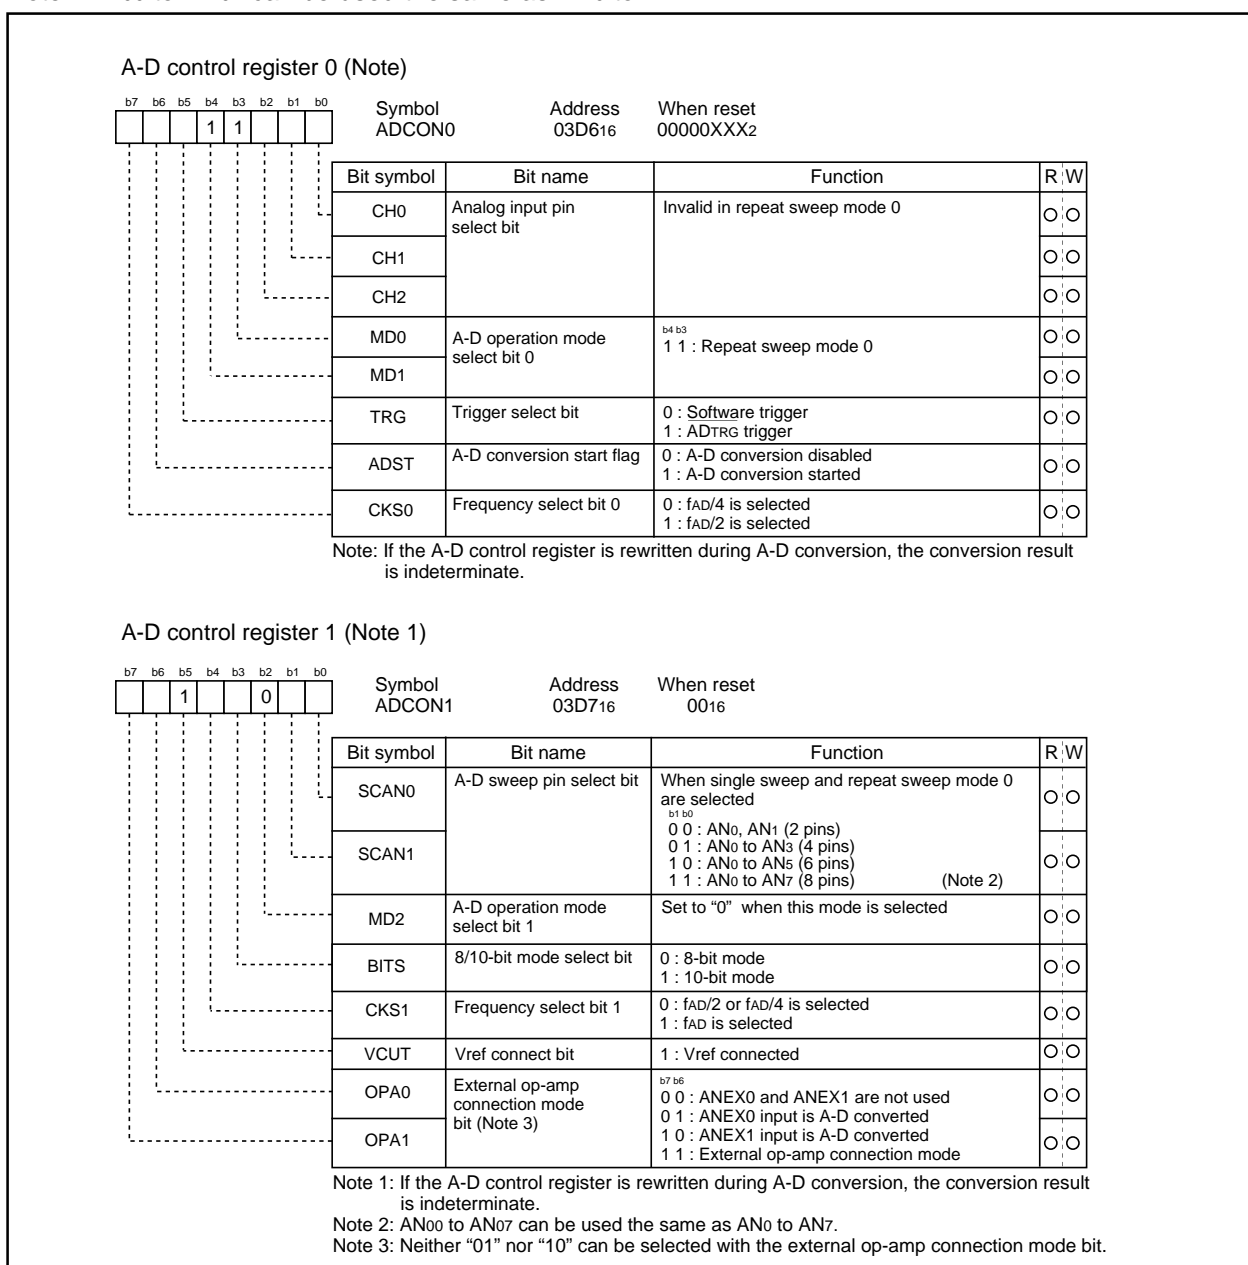 A-D control register 0 (Note)
b7 b6 b5 b4 b3 b2 b1 b0
1 1
Symbol Address When reset
ADCON0 03D616 00000XXX2
Bit symbol Bit name Function R W
CH0 Analog input pin select bit Invalid in repeat sweep mode 0
CH1
CH2
MD0 A-D operation mode select bit 0 b4 b3
1 1 : Repeat sweep mode 0
MD1
TRG Trigger select bit 0 : Software trigger
1 : ADTRG trigger
ADST A-D conversion start flag 0 : A-D conversion disabled
1 : A-D conversion started
CKS0 Frequency select bit 0 0 : fAD/4 is selected
1 : fAD/2 is selected
Note: If the A-D control register is rewritten during A-D conversion, the conversion result
is indeterminate.
A-D control register 1 (Note 1)
b7 b6 b5 b4 b3 b2 b1 b0
1 0
Symbol Address When reset
ADCON1 03D716 0016
Bit symbol Bit name Function R W
SCAN0 A-D sweep pin select bit When single sweep and repeat sweep mode 0
are selected
b1 b0
0 0 : AN0, AN1 (2 pins)
0 1 : AN0 to AN3 (4 pins)
SCAN1 1 0 : AN0 to AN5 (6 pins)
1 1 : AN0 to AN7 (8 pins) (Note 2)
MD2 A-D operation mode select bit 1 Set to “0” when this mode is selected
BITS 8/10-bit mode select bit 0 : 8-bit mode
1 : 10-bit mode
CKS1 Frequency select bit 1 0 : fAD/2 or fAD/4 is selected
1 : fAD is selected
VCUT Vref connect bit 1 : Vref connected
OPA0 External op-amp connection mode bit (Note 3) b7 b6
0 0 : ANEX0 and ANEX1 are not used
0 1 : ANEX0 input is A-D converted
OPA1 1 0 : ANEX1 input is A-D converted
1 1 : External op-amp connection mode
Note 1: If the A-D control register is rewritten during A-D conversion, the conversion result
is indeterminate.
Note 2: AN00 to AN07 can be used the same as AN0 to AN7.
Note 3: Neither “01” nor “10” can be selected with the external op-amp connection mode bit.